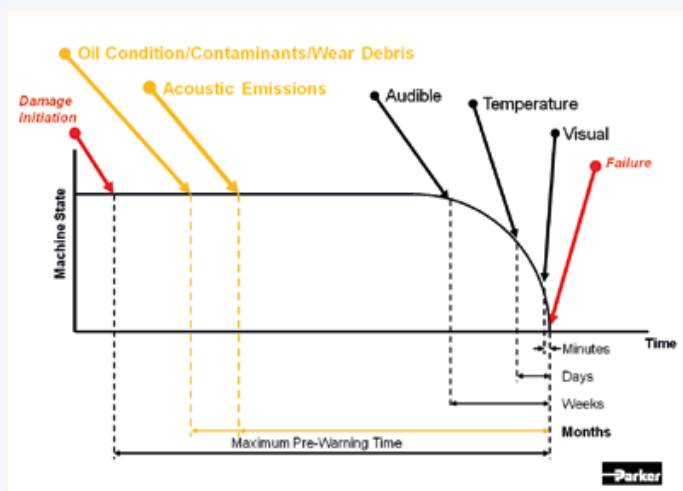 Oil Condition/Contaminants/Wear Debris
Acoustic Emissions
Damage
Initiation
Audible
Temperature
Visual
Failure
Machine State
Time
Minutes
Days
Weeks
Months
Maximum Pre-Warning Time
Parker